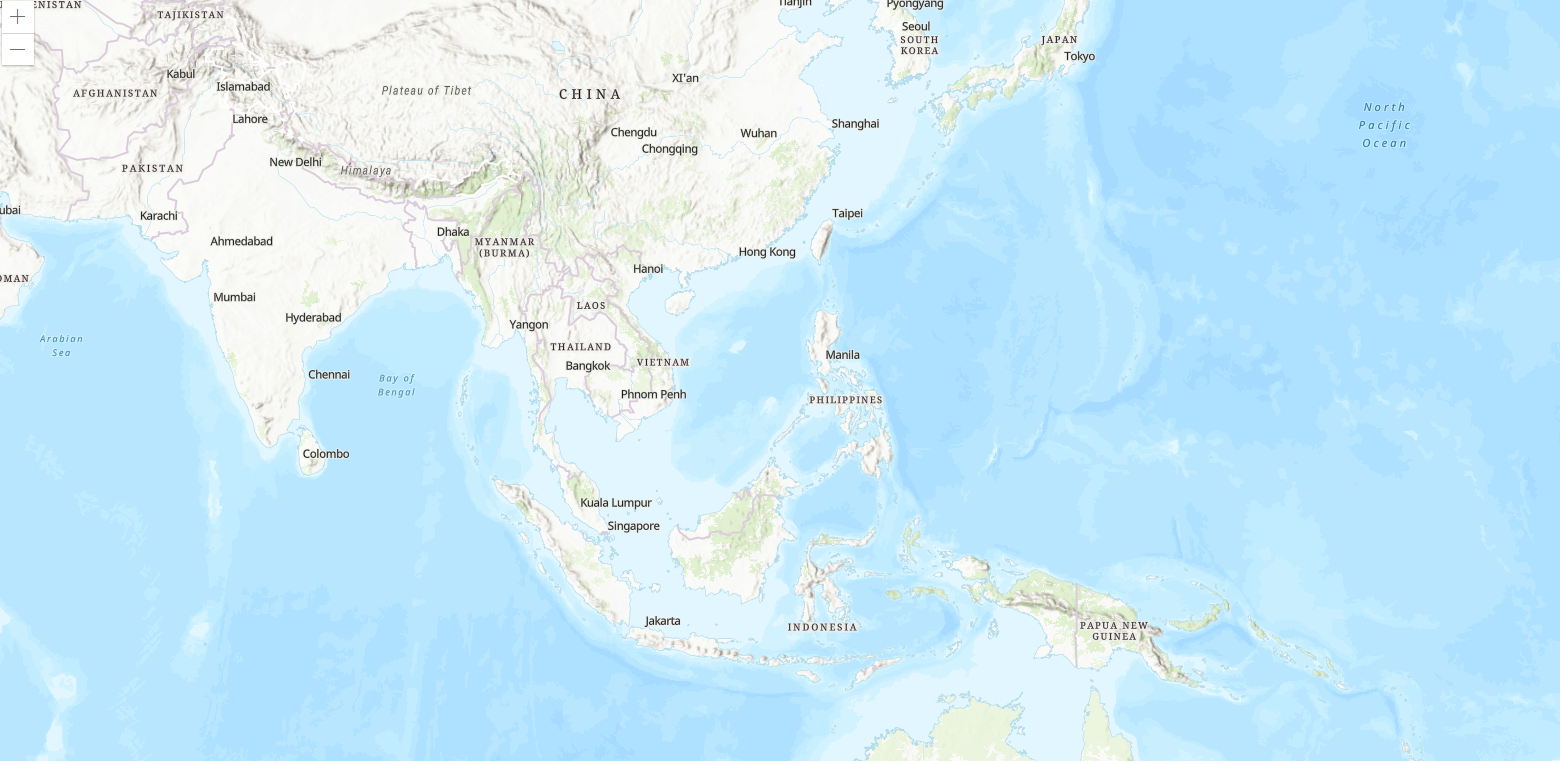 ENISTAN
TAJIKISTAN
Tianjin
Pyongyang
Seoul
SOUTH
KOREA
JAPAN
Tokyo
Kabul
Islamabad
AFGHANISTAN
Plateau of Tibet
CHINA
XI'an
North
Pacific
Ocean
Lahore
Chengdu
Chongqing
Wuhan
Shanghai
New Delhi
PAKISTAN
Himalaya
ubai
Karachi
Taipei
Dhaka
Ahmedabad
MYANMAR
(BURMA)
Hong Kong
Hanoi
OMAN
Mumbai
LAOS
Hyderabad
Yangon
Arabian
Sea
THAILAND
Bangkok
VIETNAM
Manila
Chennai
Bay of
Bengal
Phnom Penh
PHILIPPINES
Colombo
Kuala Lumpur
Singapore
Jakarta
INDONESIA
PAPUA NEW
GUINEA